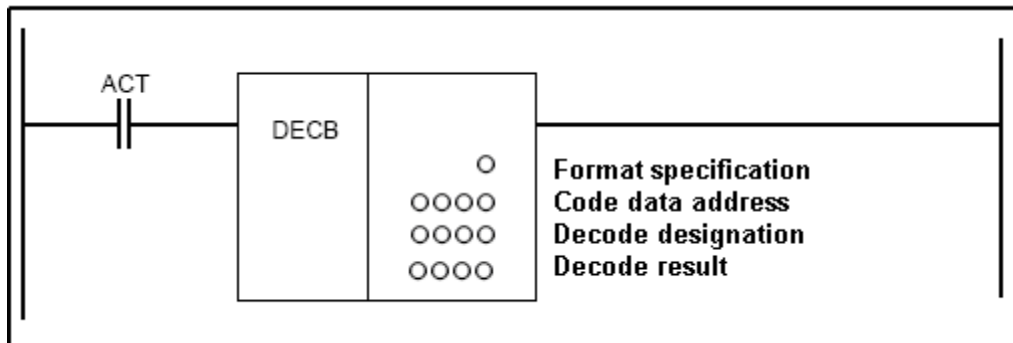 ACT
DECB
Format specification
Code data address
Decode designation
Decode result